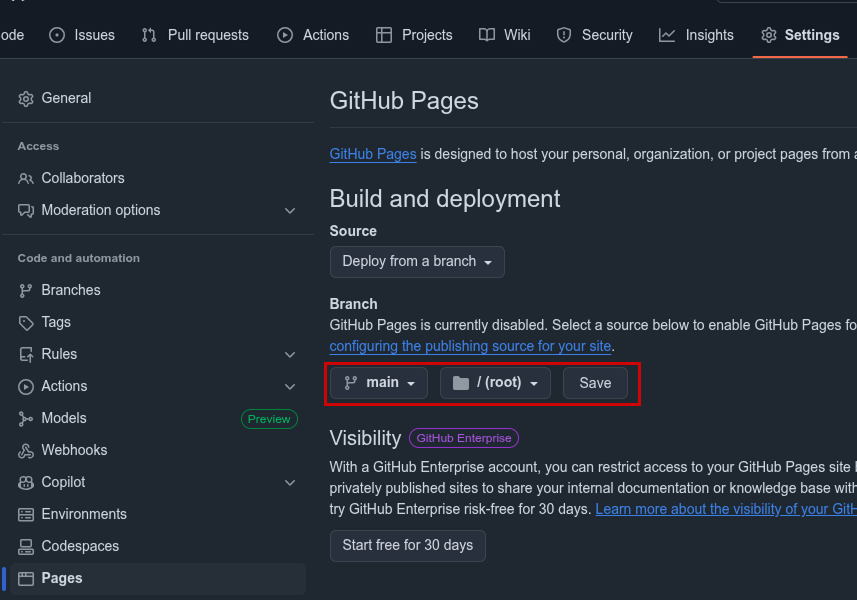 ode Issues Pull requests Actions Projects Wiki Security Insights Settings
General
Access
Collaborators
Moderation options
Code and automation
Branches
Tags
Rules
Actions
Models Preview
Webhooks
Copilot
Environments
Codespaces
Pages
GitHub Pages
GitHub Pages is designed to host your personal, organization, or project pages from a
Build and deployment
Source
Deploy from a branch
Branch
GitHub Pages is currently disabled. Select a source below to enable GitHub Pages fo
configuring the publishing source for your site.
main / (root) Save
Visibility GitHub Enterprise
With a GitHub Enterprise account, you can restrict access to your GitHub Pages site
privately published sites to share your internal documentation or knowledge base with
try GitHub Enterprise risk-free for 30 days. Learn more about the visibility of your GitH
Start free for 30 days